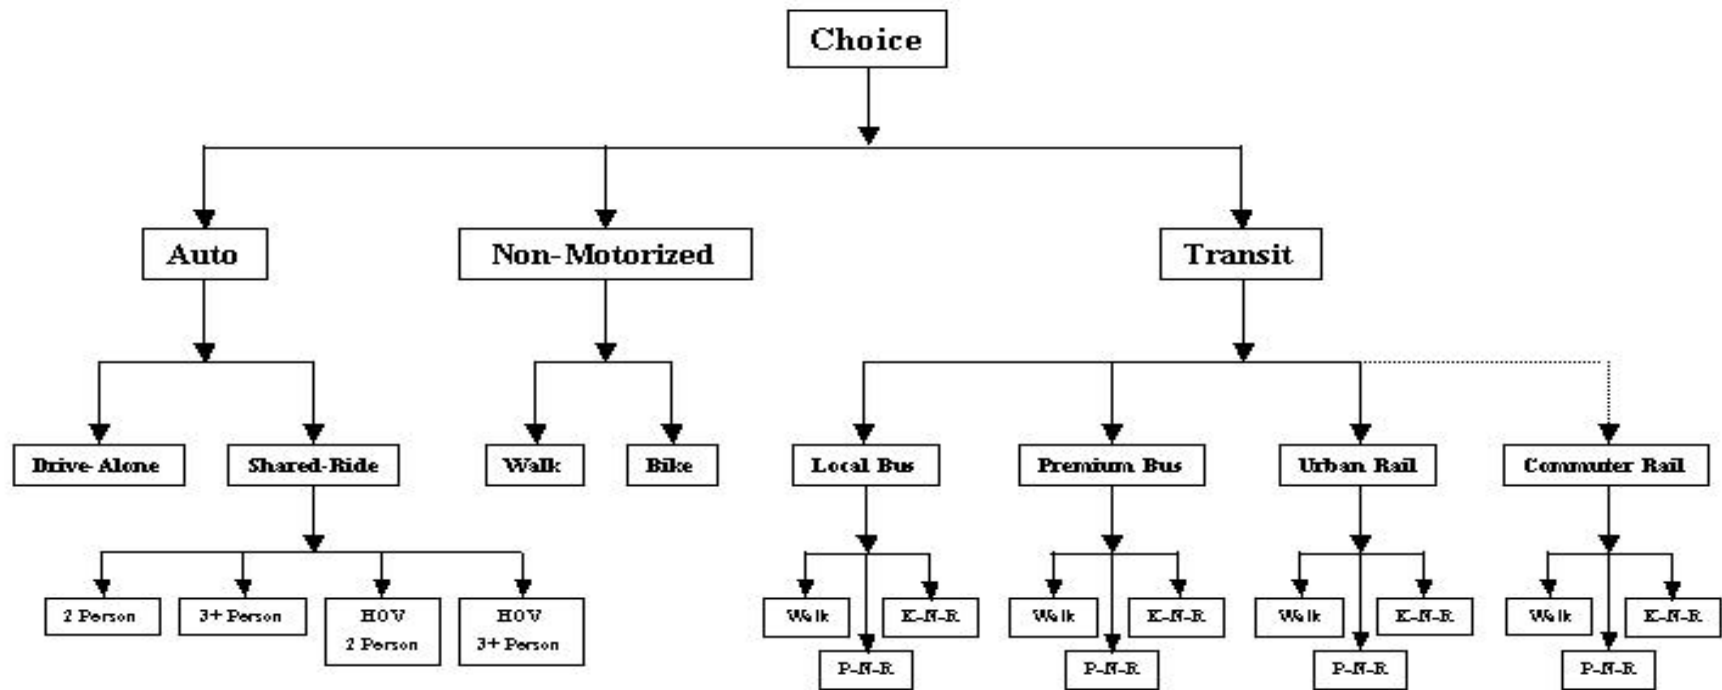 Choice
Auto
Non-Motorized
Transit
Drive-Alone
Shared-Ride
Walk
Bike
Local Bus
Premium Bus
Urban Rail
Commuter Rail
2 Person
3+ Person
HOV
2 Person
HOV
3+ Person
Walk
K-N-R
P-N-R
Walk
K-N-R
P-N-R
Walk
K-N-R
P-N-R
Walk
K-N-R
P-N-R